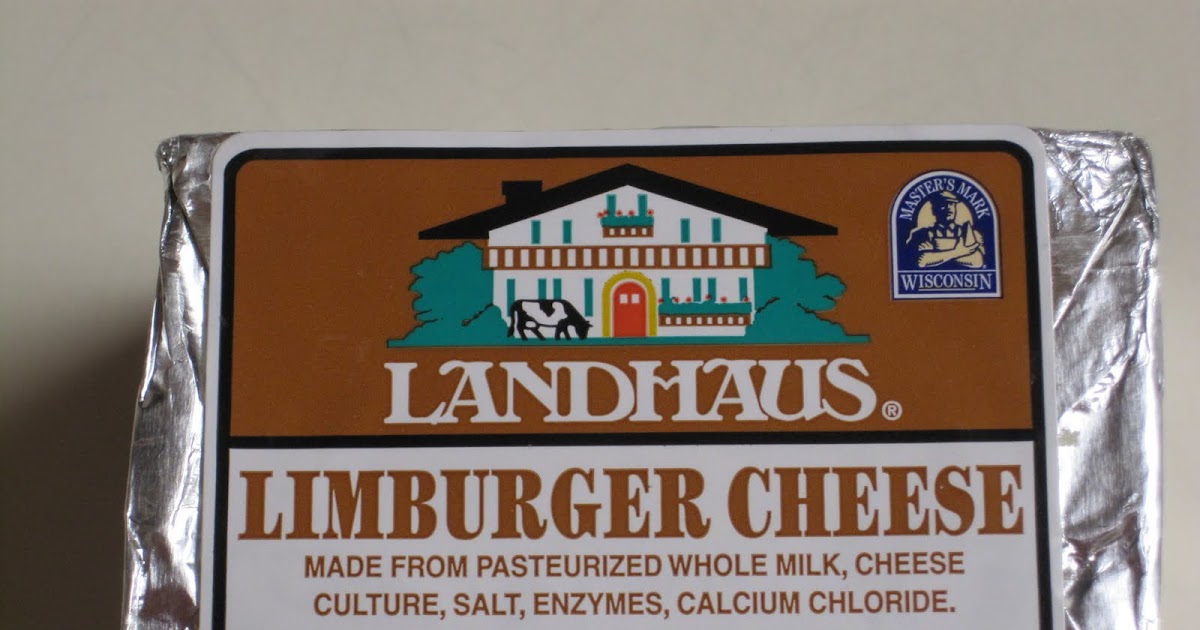 MASTER'S MARK
WISCONSIN
LANDHAUS®
LIMBURGER CHEESE
MADE FROM PASTEURIZED WHOLE MILK, CHEESE
CULTURE, SALT, ENZYMES, CALCIUM CHLORIDE.